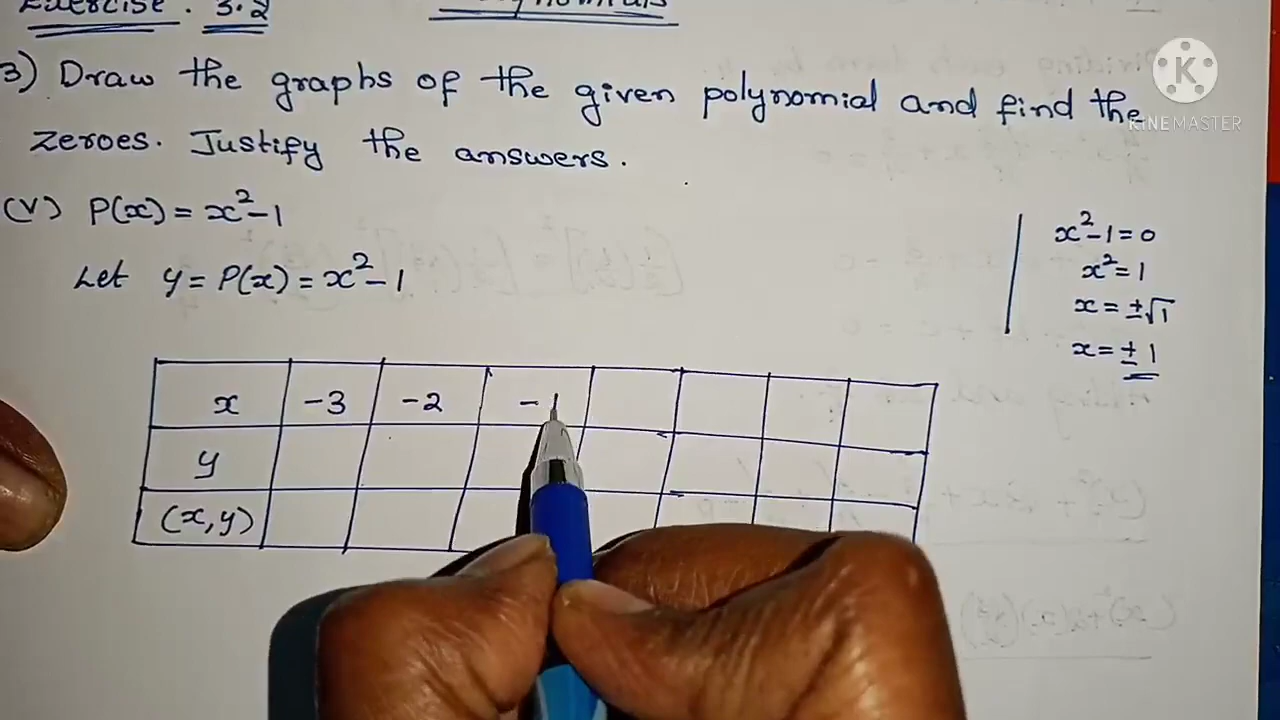 Exercise. 3.2
3) Draw the graphs of the given polynomial and find the
zeroes. Justify the answers.
(V) P(x) = x²-1
Let y = P(x) = x²-1
x²-1=0
x²=1
x=±√1
x=±1
x -3 -2 -1
y
(x,y)
K
KINEMASTER